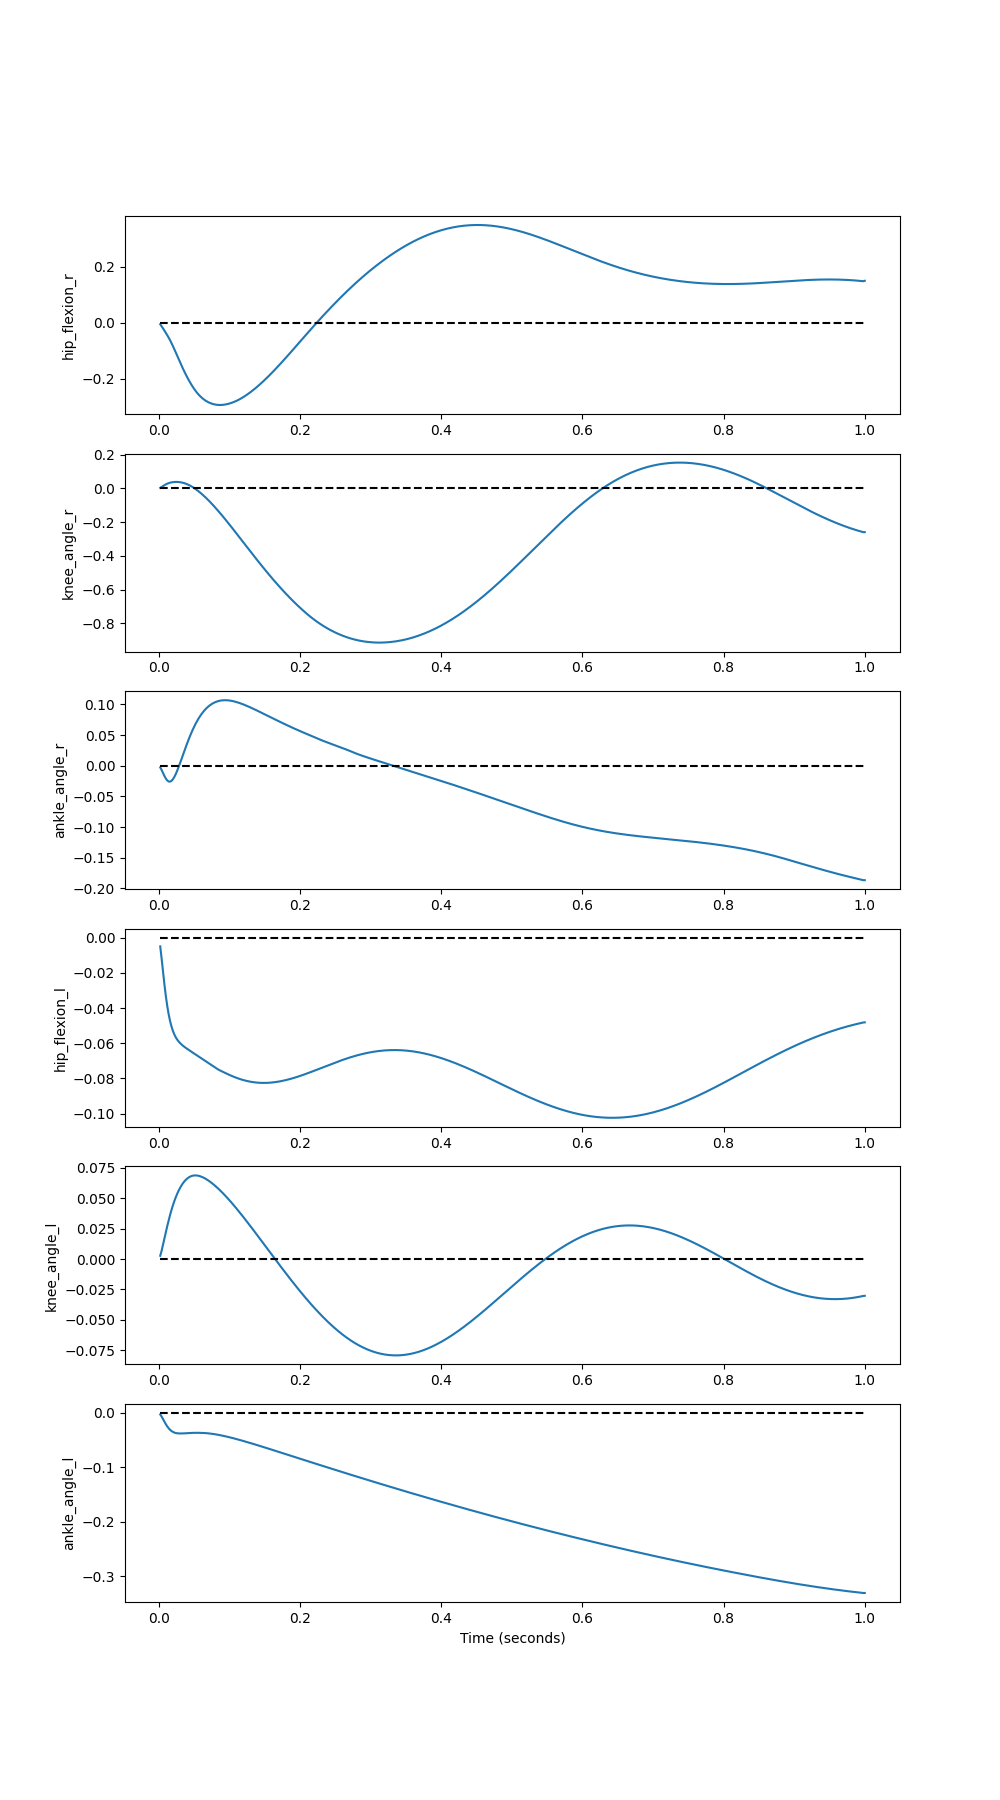 hip_flexion_r
0.2
0.0
−0.2
0.0 0.2 0.4 0.6 0.8 1.0
knee_angle_r
0.2
0.0
−0.2
−0.4
−0.6
−0.8
0.0 0.2 0.4 0.6 0.8 1.0
ankle_angle_r
0.10
0.05
0.00
−0.05
−0.10
−0.15
−0.20
0.0 0.2 0.4 0.6 0.8 1.0
hip_flexion_l
0.00
−0.02
−0.04
−0.06
−0.08
−0.10
0.0 0.2 0.4 0.6 0.8 1.0
knee_angle_l
0.075
0.050
0.025
0.000
−0.025
−0.050
−0.075
0.0 0.2 0.4 0.6 0.8 1.0
ankle_angle_l
0.0
−0.1
−0.2
−0.3
0.0 0.2 0.4 0.6 0.8 1.0
Time (seconds)